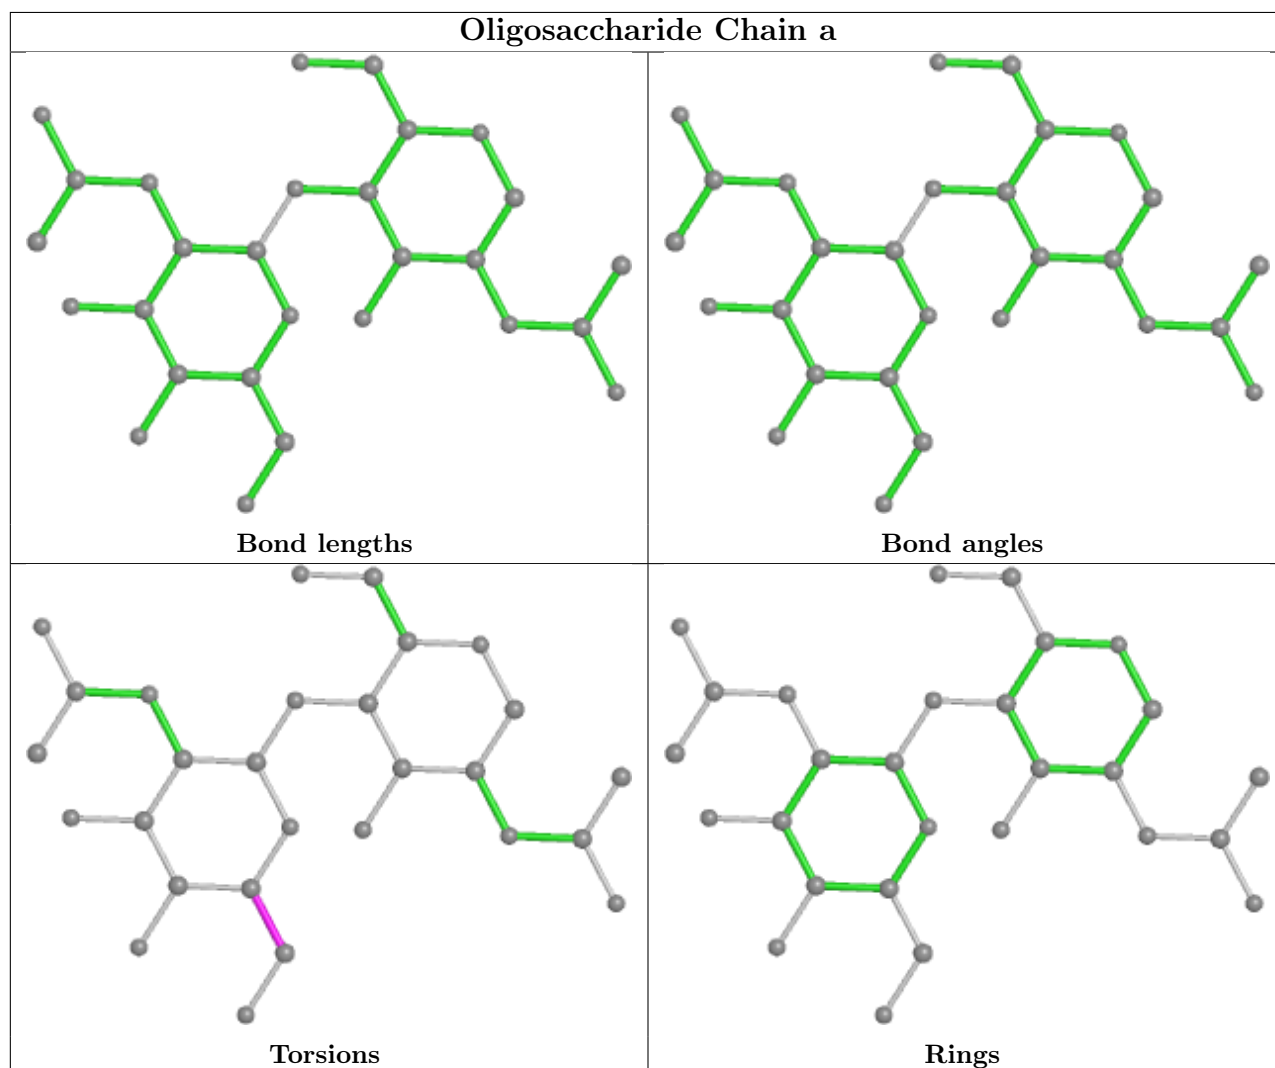 Oligosaccharide Chain a
Bond lengths
Bond angles
Torsions
Rings